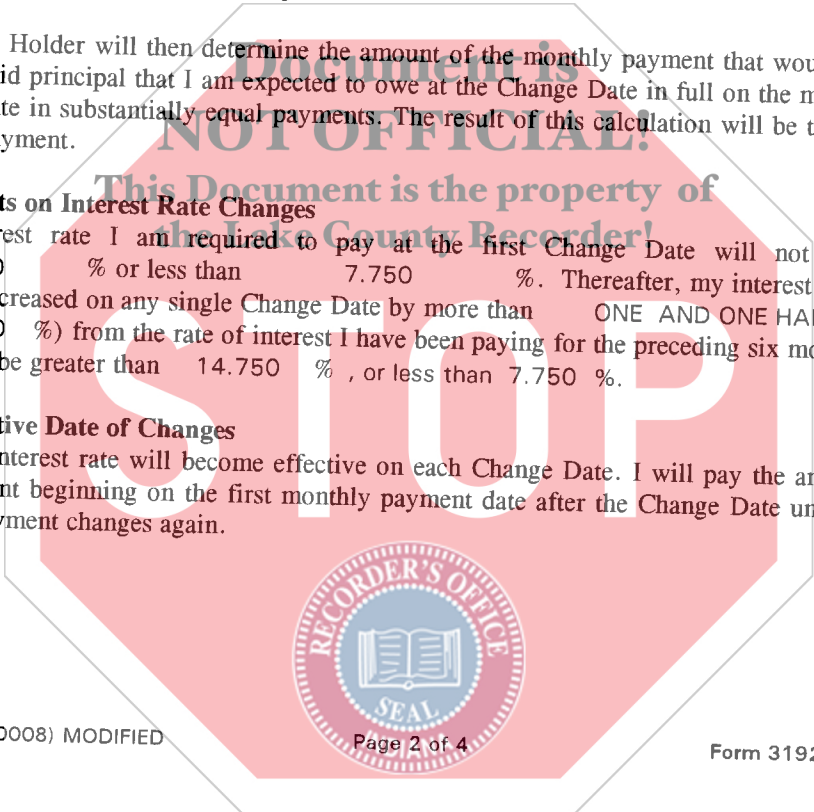 Holder will then determine the amount of the monthly payment that wou
id principal that I am expected to owe at the Change Date in full on the m
te in substantially equal payments. The result of this calculation will be t
yment.
Document is
NOT OFFICIAL!
This Document is the property of
the Lake County Recorder!
ts on Interest Rate Changes
rest rate I am required to pay at the first Change Date will not
0 % or less than 7.750 %. Thereafter, my interest
creased on any single Change Date by more than ONE AND ONE HAL
0 %) from the rate of interest I have been paying for the preceding six mo
be greater than 14.750 % , or less than 7.750 %.
STOP
tive Date of Changes
nterest rate will become effective on each Change Date. I will pay the am
nt beginning on the first monthly payment date after the Change Date un
yment changes again.
RECORDER'S OFFICE
SEAL
INDIANA
0008) MODIFIED
Page 2 of 4
Form 3192